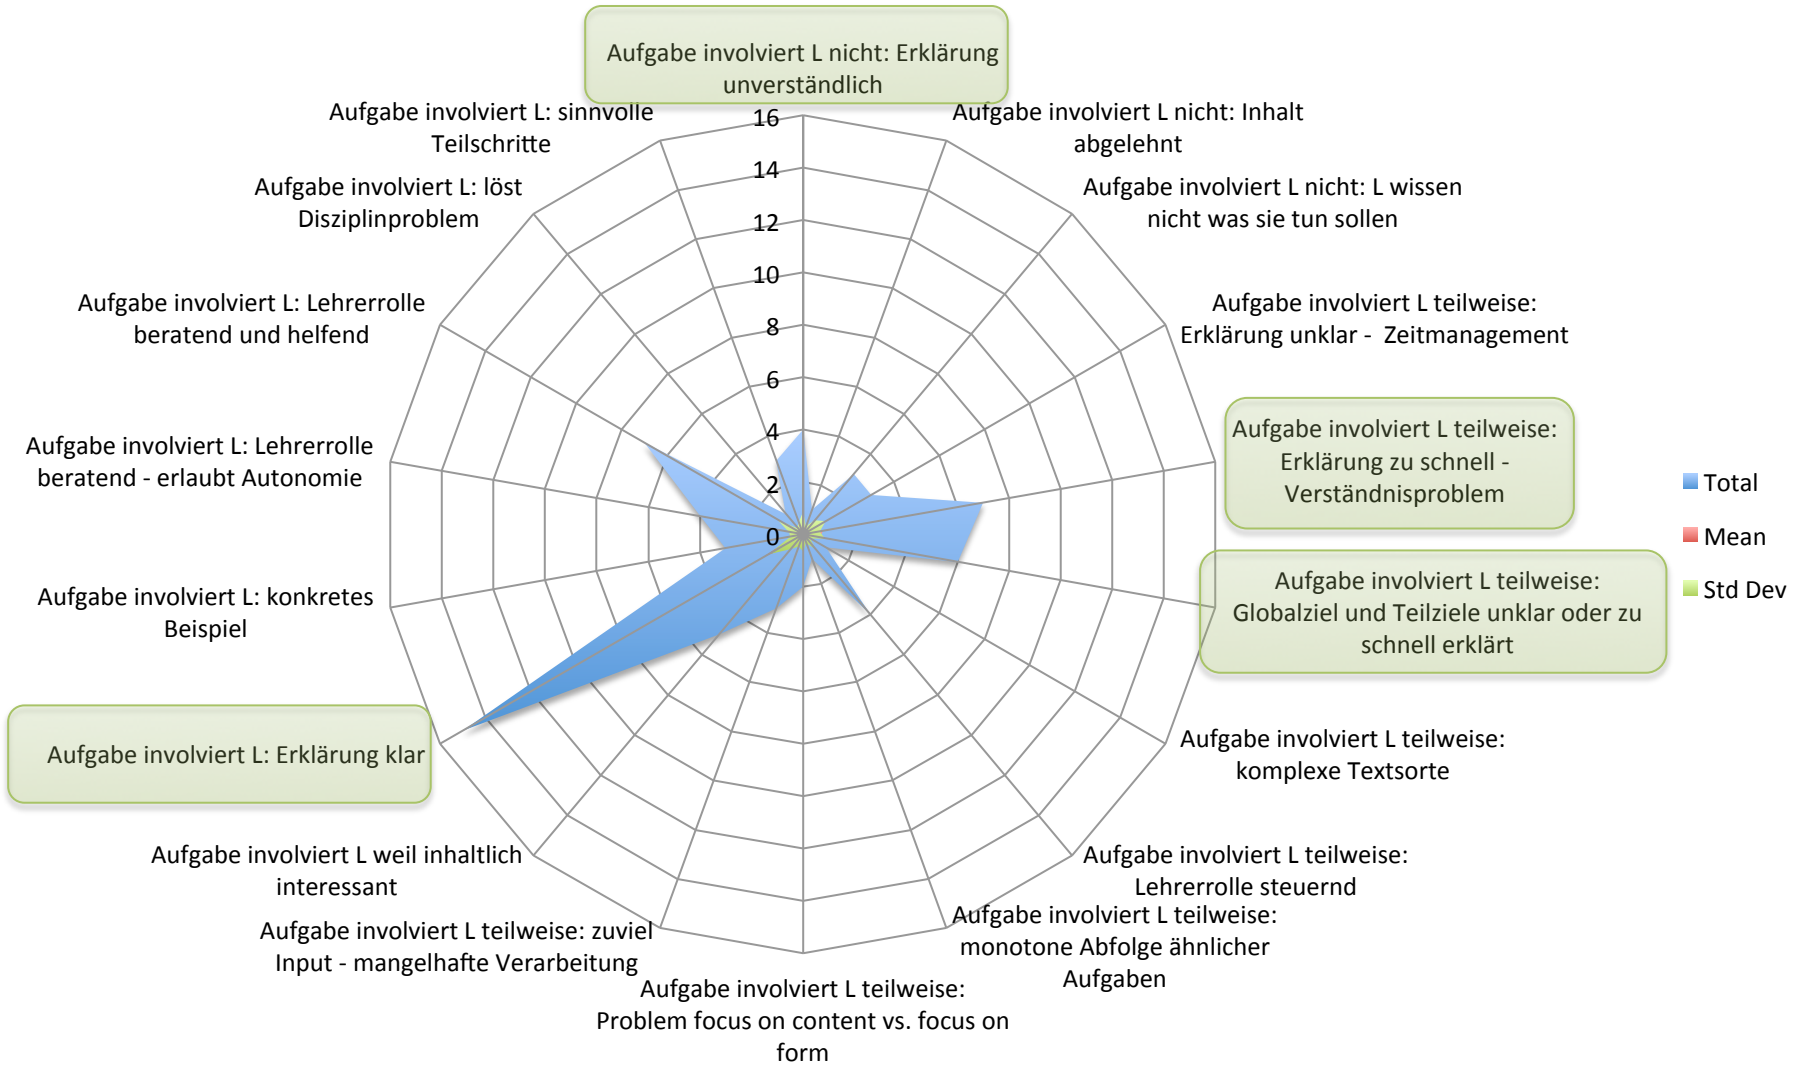 Aufgabe involviert L nicht: Erklärung
unverständlich
Aufgabe involviert L nicht: Inhalt
abgelehnt
Aufgabe involviert L nicht: L wissen
nicht was sie tun sollen
Aufgabe involviert L teilweise:
Erklärung unklar - Zeitmanagement
Aufgabe involviert L teilweise:
Erklärung zu schnell -
Verständnisproblem
Aufgabe involviert L teilweise:
Globalziel und Teilziele unklar oder zu
schnell erklärt
Aufgabe involviert L teilweise:
komplexe Textsorte
Aufgabe involviert L teilweise:
Lehrerrolle steuernd
Aufgabe involviert L teilweise:
monotone Abfolge ähnlicher
Aufgaben
Aufgabe involviert L teilweise:
Problem focus on content vs. focus on
form
Aufgabe involviert L teilweise: zuviel
Input - mangelhafte Verarbeitung
Aufgabe involviert L weil inhaltlich
interessant
Aufgabe involviert L: Erklärung klar
Aufgabe involviert L: konkretes
Beispiel
Aufgabe involviert L: Lehrerrolle
beratend - erlaubt Autonomie
Aufgabe involviert L: Lehrerrolle
beratend und helfend
Aufgabe involviert L: löst
Disziplinproblem
Aufgabe involviert L: sinnvolle
Teilschritte
16
14
12
10
8
6
4
2
0
Total
Mean
Std Dev